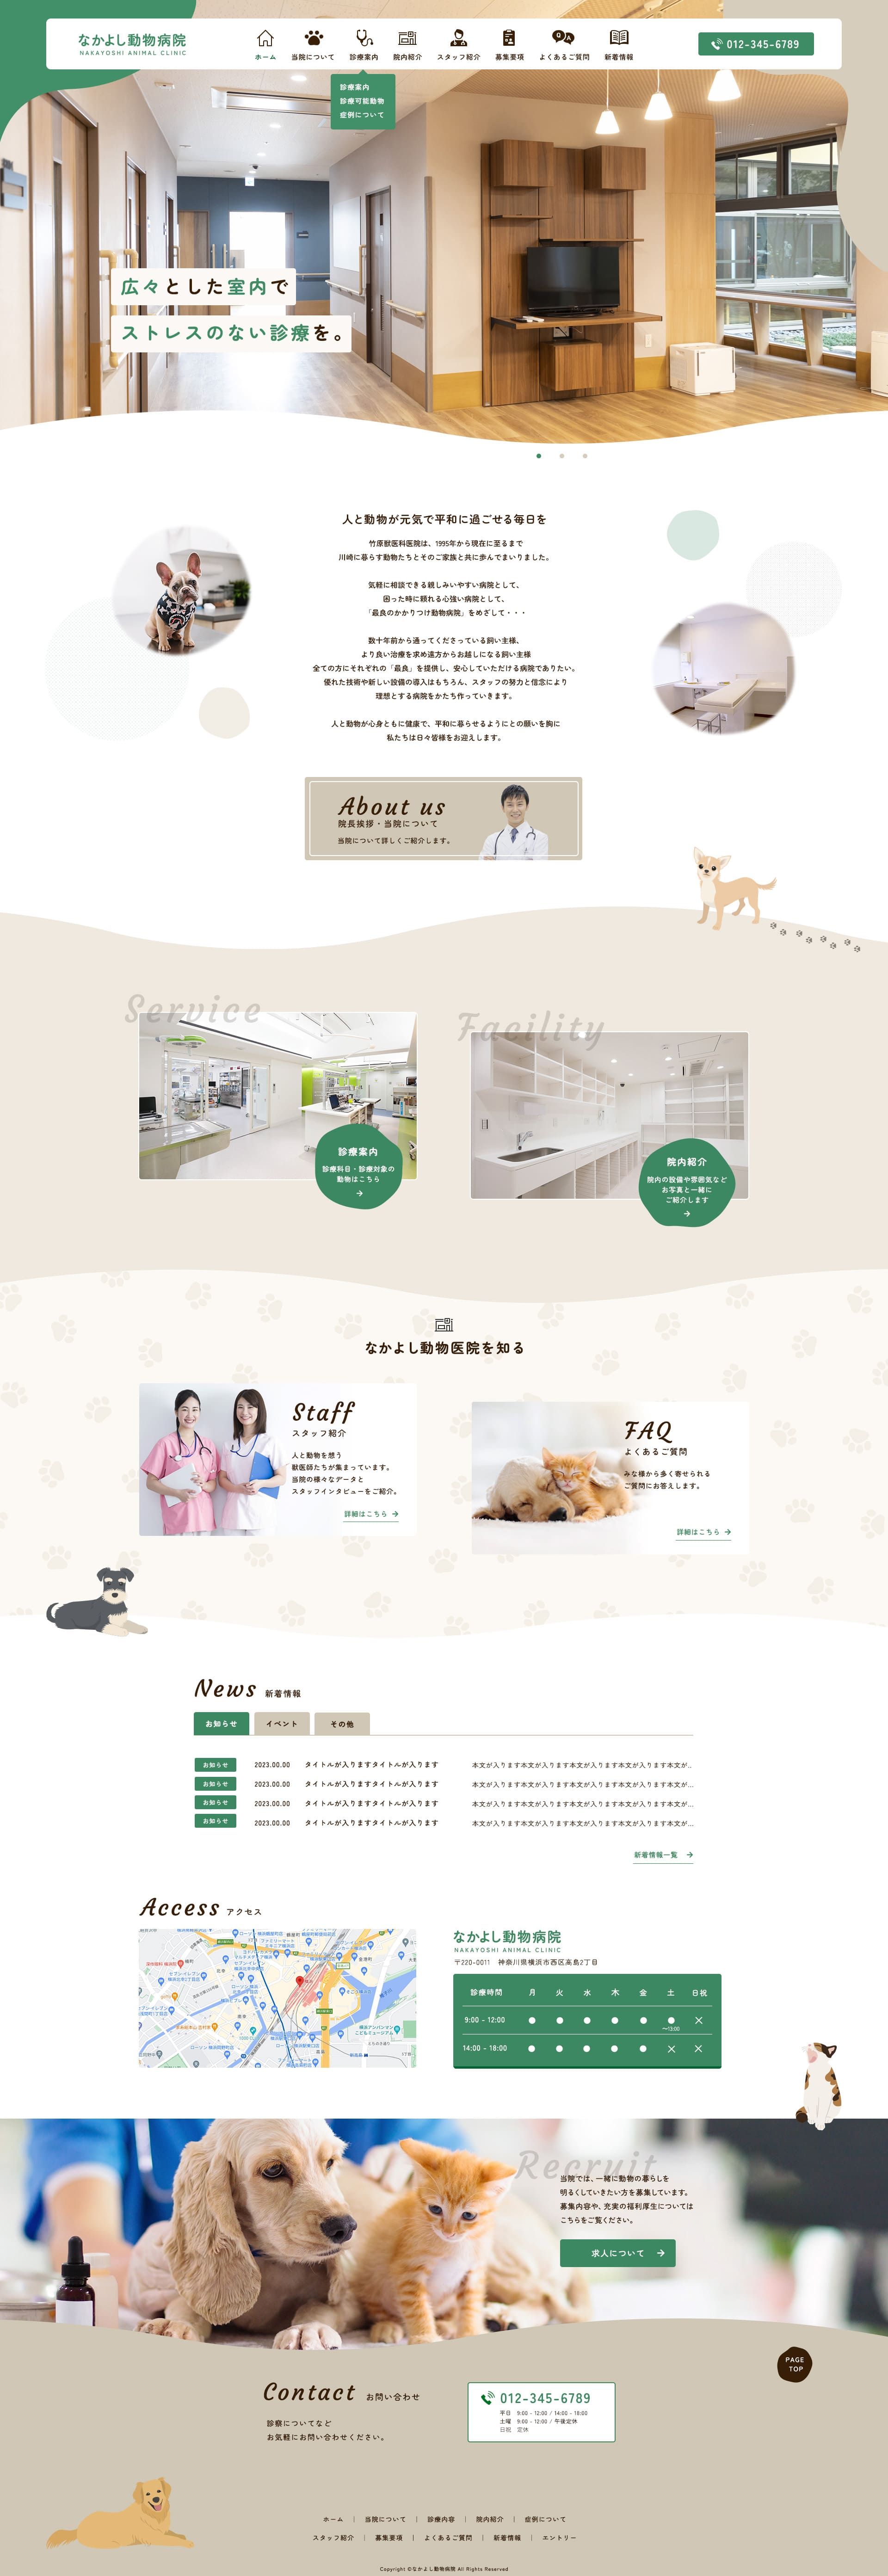 なかよし動物病院
NAKAYOSHI ANIMAL CLINIC
ホーム
当院について
診療案内
院内紹介
スタッフ紹介
募集要項
よくあるご質問
新着情報
012-345-6789
診療案内
診療可能動物
症例について
広々とした室内で
ストレスのない診療を。
人と動物が元気で平和に過ごせる毎日を
竹原獣医科医院は、1995年から現在に至るまで
川崎に暮らす動物たちとそのご家族と共に歩んでまいりました。
気軽に相談できる親しみいやすい病院として、
困った時に頼れる心強い病院として、
「最良のかかりつけ動物病院」をめざして・・・
数十年前から通ってくださっている飼い主様、
より良い治療を求め遠方からお越しになる飼い主様
全ての方にそれぞれの「最良」を提供し、安心していただける病院でありたい。
優れた技術や新しい設備の導入はもちろん、スタッフの努力と信念により
理想とする病院をかたち作っていきます。
人と動物が心身ともに健康で、平和に暮らせるようにとの願いを胸に
私たちは日々皆様をお迎えします。
About us
院長挨拶・当院について
当院について詳しくご紹介します。
Service
診療案内
診療科目・診療対象の
動物はこちら
Facility
院内紹介
院内の設備や雰囲気など
お写真と一緒に
ご紹介します
なかよし動物医院を知る
Staff
スタッフ紹介
人と動物を想う
獣医師たちが集まっています。
当院の様々なデータと
スタッフインタビューをご紹介。
詳細はこちら
FAQ
よくあるご質問
みな様から多く寄せられる
ご質問にお答えします。
詳細はこちら
News 新着情報
お知らせ
イベント
その他
お知らせ 2023.00.00 タイトルが入りますタイトルが入ります 本文が入ります本文が入ります本文が入ります本文が入ります本文が..
お知らせ 2023.00.00 タイトルが入りますタイトルが入ります 本文が入ります本文が入ります本文が入ります本文が入ります本文が...
お知らせ 2023.00.00 タイトルが入りますタイトルが入ります 本文が入ります本文が入ります本文が入ります本文が入ります本文が...
お知らせ 2023.00.00 タイトルが入りますタイトルが入ります 本文が入ります本文が入ります本文が入ります本文が入ります本文が...
新着情報一覧
Access アクセス
なかよし動物病院
NAKAYOSHI ANIMAL CLINIC
〒220-0011 神奈川県横浜市西区高島2丁目
診療時間 月 火 水 木 金 土 日祝
9:00 - 12:00 ● ● ● ● ● ● ×
〜13:00
14:00 - 18:00 ● ● ● ● ● × ×
Recruit
当院では、一緒に動物の暮らしを
明るくしていきたい方を募集しています。
募集内容や、充実の福利厚生については
こちらをご覧ください。
求人について
PAGE
TOP
Contact お問い合わせ
診察についてなど
お気軽にお問い合わせください。
012-345-6789
平日 9:00 - 12:00 / 14:00 - 18:00
土曜 9:00 - 12:00 / 午後定休
日祝 定休
ホーム | 当院について | 診療内容 | 院内紹介 | 症例について
スタッフ紹介 | 募集要項 | よくあるご質問 | 新着情報 | エントリー
Copyright ©なかよし動物病院 All Rights Reserved